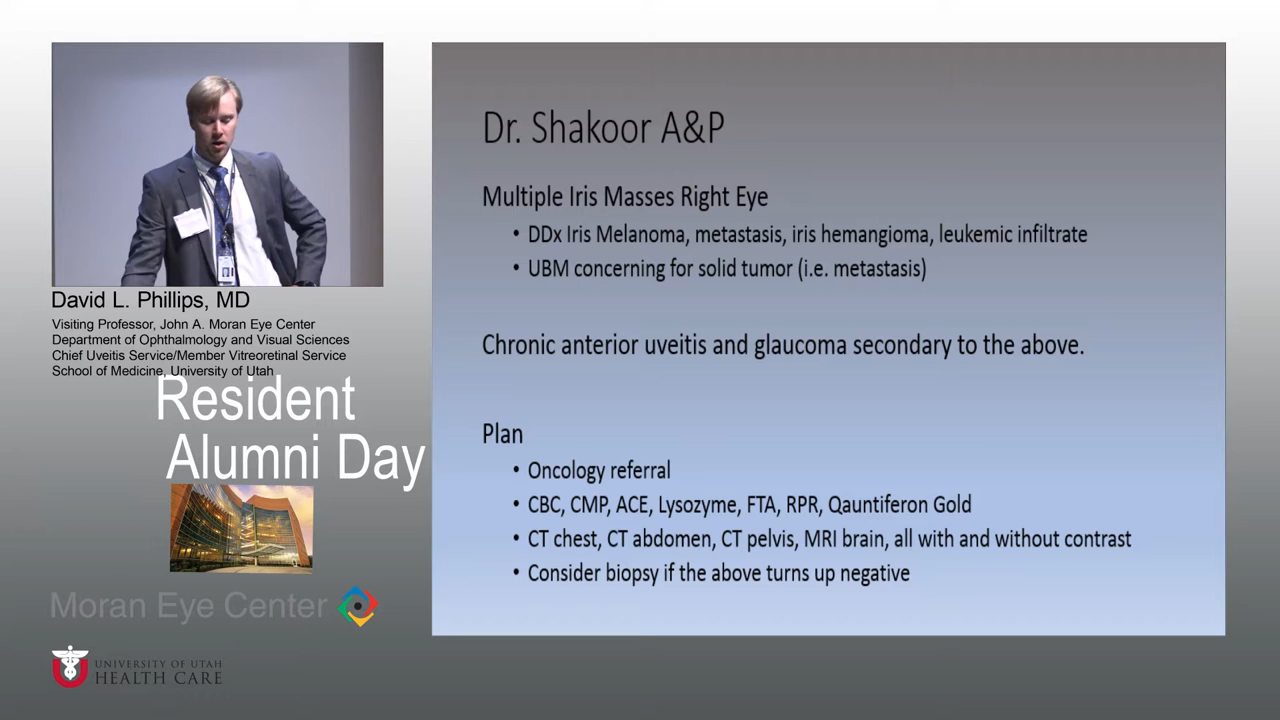 David L. Phillips, MD
Visiting Professor, John A. Moran Eye Center
Department of Ophthalmology and Visual Sciences
Chief Uveitis Service/Member Vitreoretinal Service
School of Medicine, University of Utah
Resident
Alumni Day
Moran Eye Center
UNIVERSITY OF UTAH
HEALTH CARE
Dr. Shakoor A&P
Multiple Iris Masses Right Eye
• DDx Iris Melanoma, metastasis, iris hemangioma, leukemic infiltrate
• UBM concerning for solid tumor (i.e. metastasis)
Chronic anterior uveitis and glaucoma secondary to the above.
Plan
• Oncology referral
• CBC, CMP, ACE, Lysozyme, FTA, RPR, Qauntiferon Gold
• CT chest, CT abdomen, CT pelvis, MRI brain, all with and without contrast
• Consider biopsy if the above turns up negative